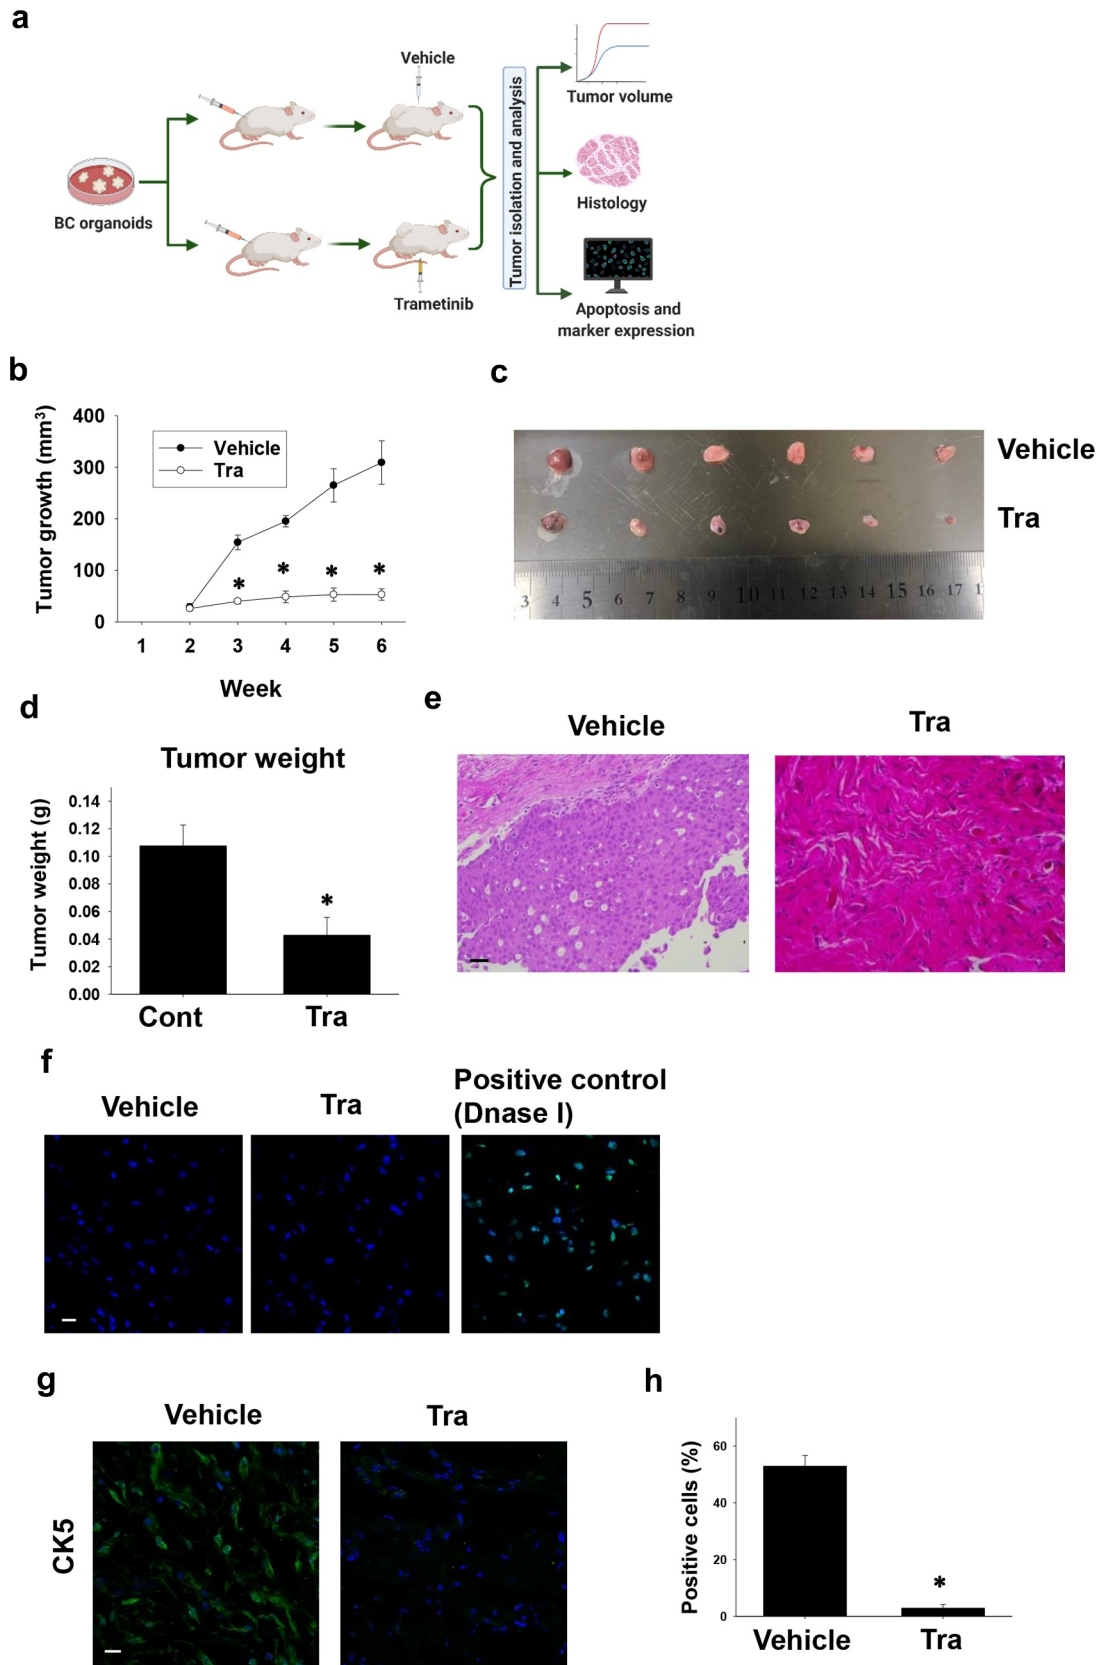 a
Vehicle
BC organoids
Trametinib
Tumor isolation and analysis
Tumor volume
Histology
Apoptosis and
marker expression
b
Tumor growth (mm³)
400
300
200
100
0
Vehicle
Tra
*
*
*
*
1 2 3 4 5 6
Week
c
Vehicle
Tra
3 4 5 6 7 8 9 10 11 12 13 14 15 16 17
d
Tumor weight
Tumor weight (g)
0.14
0.12
0.10
0.08
0.06
0.04
0.02
0.00
*
Cont Tra
e
Vehicle
Tra
f
Vehicle
Tra
Positive control
(Dnase I)
g
Vehicle
Tra
CK5
h
Positive cells (%)
60
40
20
0
*
Vehicle Tra